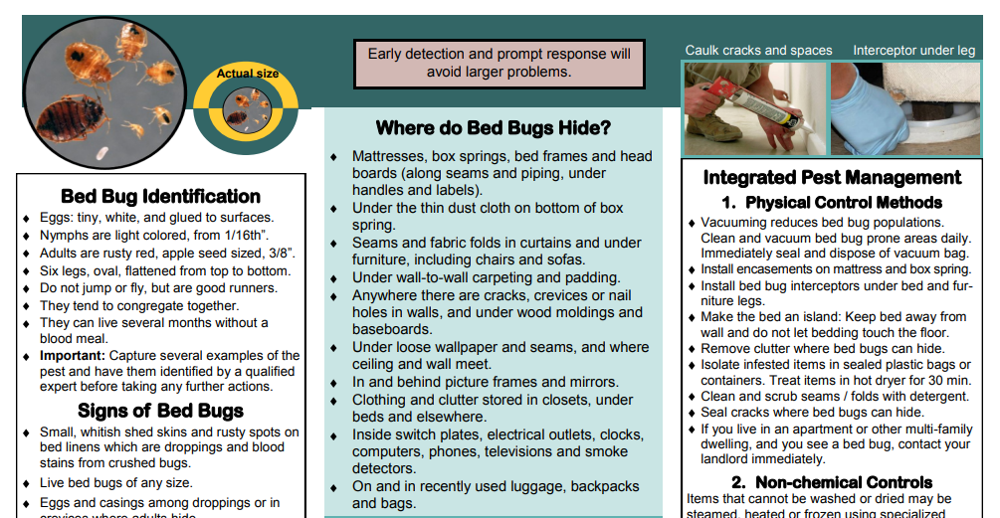 Actual size
Bed Bug Identification
♦ Eggs: tiny, white, and glued to surfaces.
♦ Nymphs are light colored, from 1/16th”.
♦ Adults are rusty red, apple seed sized, 3/8”.
♦ Six legs, oval, flattened from top to bottom.
♦ Do not jump or fly, but are good runners.
♦ They tend to congregate together.
♦ They can live several months without a
blood meal.
♦ Important: Capture several examples of the
pest and have them identified by a qualified
expert before taking any further actions.
Signs of Bed Bugs
♦ Small, whitish shed skins and rusty spots on
bed linens which are droppings and blood
stains from crushed bugs.
♦ Live bed bugs of any size.
♦ Eggs and casings among droppings or in
crevices where adults hide.
Early detection and prompt response will
avoid larger problems.
Where do Bed Bugs Hide?
♦ Mattresses, box springs, bed frames and head
boards (along seams and piping, under
handles and labels).
♦ Under the thin dust cloth on bottom of box
spring.
♦ Seams and fabric folds in curtains and under
furniture, including chairs and sofas.
♦ Under wall-to-wall carpeting and padding.
♦ Anywhere there are cracks, crevices or nail
holes in walls, and under wood moldings and
baseboards.
♦ Under loose wallpaper and seams, and where
ceiling and wall meet.
♦ In and behind picture frames and mirrors.
♦ Clothing and clutter stored in closets, under
beds and elsewhere.
♦ Inside switch plates, electrical outlets, clocks,
computers, phones, televisions and smoke
detectors.
♦ On and in recently used luggage, backpacks
and bags.
Caulk cracks and spaces
Interceptor under leg
Integrated Pest Management
1. Physical Control Methods
♦ Vacuuming reduces bed bug populations.
Clean and vacuum bed bug prone areas daily.
Immediately seal and dispose of vacuum bag.
♦ Install encasements on mattress and box spring.
♦ Install bed bug interceptors under bed and fur-
niture legs.
♦ Make the bed an island: Keep bed away from
wall and do not let bedding touch the floor.
♦ Remove clutter where bed bugs can hide.
♦ Isolate infested items in sealed plastic bags or
containers. Treat items in hot dryer for 30 min.
♦ Clean and scrub seams / folds with detergent.
♦ Seal cracks where bed bugs can hide.
♦ If you live in an apartment or other multi-family
dwelling, and you see a bed bug, contact your
landlord immediately.
2. Non-chemical Controls
Items that cannot be washed or dried may be
steamed, heated or frozen using specialized